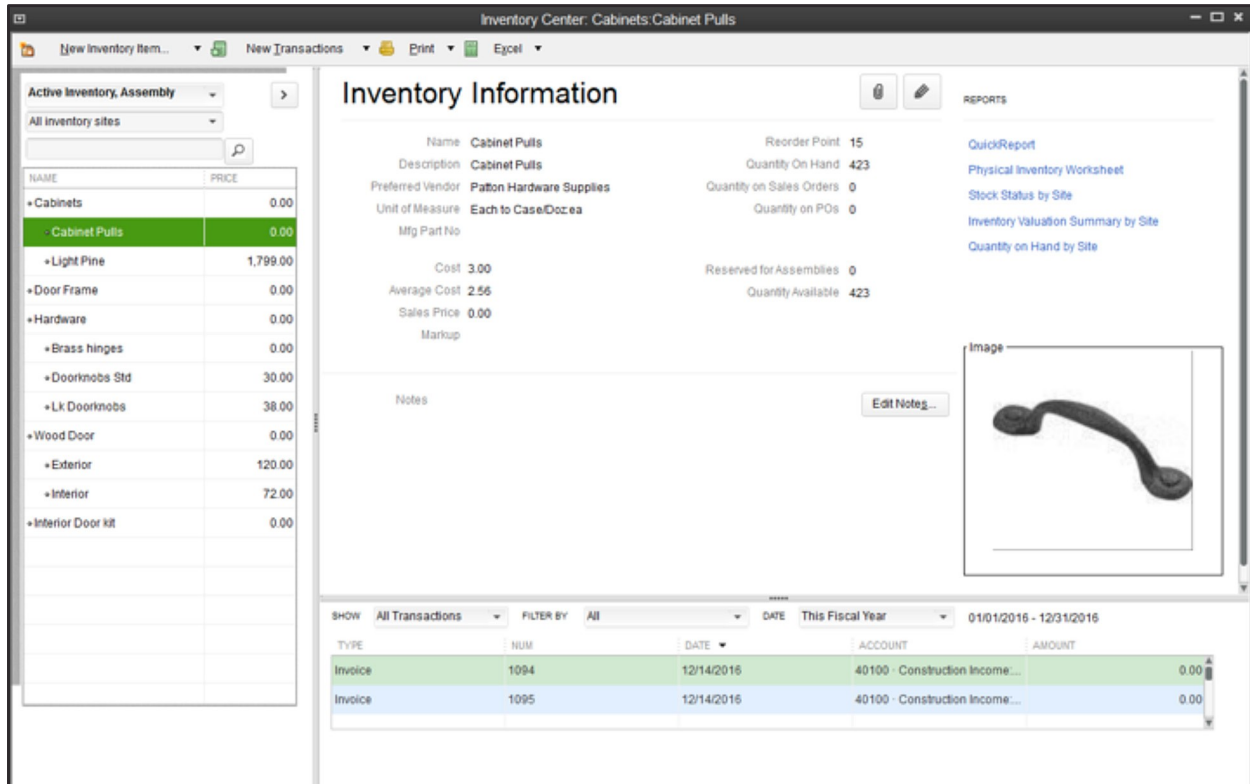 Inventory Center: Cabinets:Cabinet Pulls
New Inventory Item... New Transactions Print Excel
Active Inventory, Assembly
All inventory sites
NAME PRICE
Cabinets 0.00
Cabinet Pulls 0.00
Light Pine 1,799.00
Door Frame 0.00
Hardware 0.00
Brass hinges 0.00
Doorknobs Std 30.00
Lk Doorknobs 38.00
Wood Door 0.00
Exterior 120.00
Interior 72.00
Interior Door kit 0.00
Inventory Information
Name Cabinet Pulls
Description Cabinet Pulls
Preferred Vendor Patton Hardware Supplies
Unit of Measure Each to Case/Doz:ea
Mfg Part No
Cost 3.00
Average Cost 2.56
Sales Price 0.00
Markup
Reorder Point 15
Quantity On Hand 423
Quantity on Sales Orders 0
Quantity on POs 0
Reserved for Assemblies 0
Quantity Available 423
Notes
Edit Notes...
REPORTS
QuickReport
Physical Inventory Worksheet
Stock Status by Site
Inventory Valuation Summary by Site
Quantity on Hand by Site
Image
SHOW All Transactions FILTER BY All DATE This Fiscal Year 01/01/2016 - 12/31/2016
TYPE NUM DATE ACCOUNT AMOUNT
Invoice 1094 12/14/2016 40100 · Construction Income:... 0.00
Invoice 1095 12/14/2016 40100 · Construction Income:... 0.00